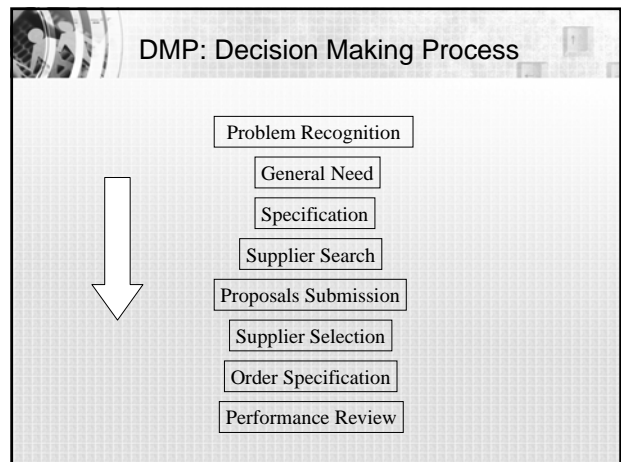 DMP: Decision Making Process
Problem Recognition
General Need
Specification
Supplier Search
Proposals Submission
Supplier Selection
Order Specification
Performance Review